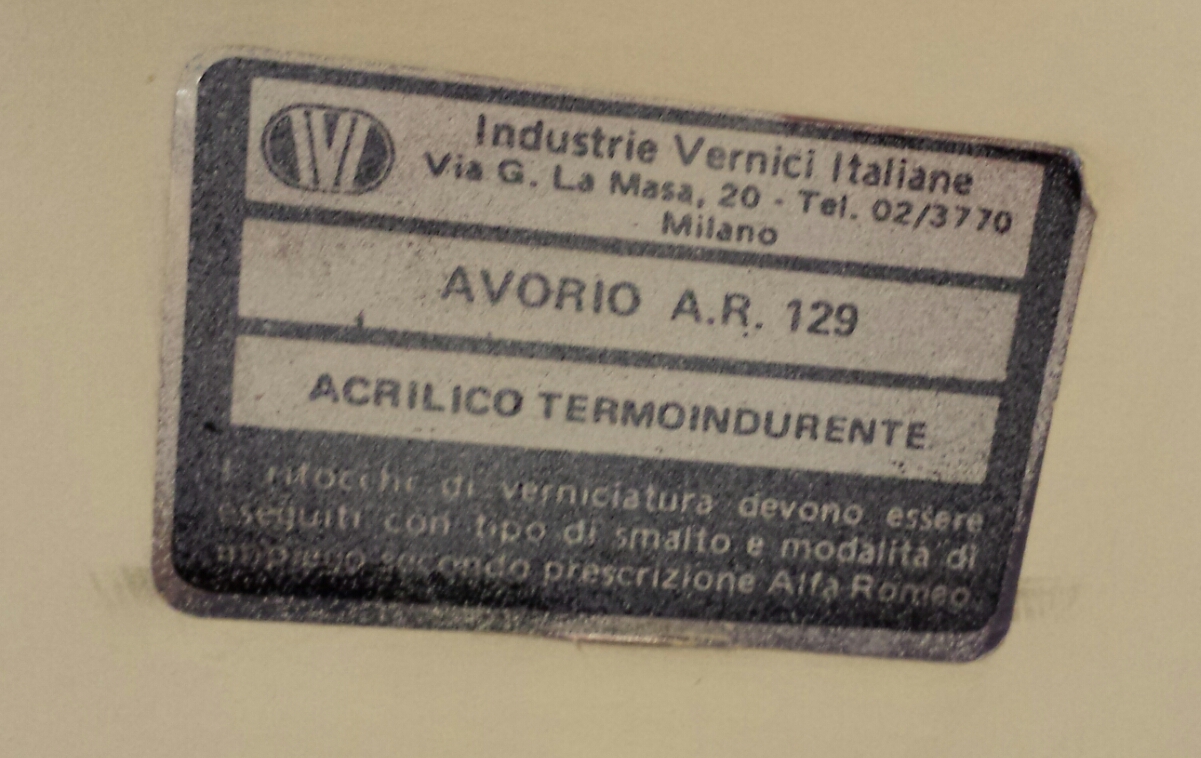 IVI
Industrie Vernici Italiane
Via G. La Masa, 20 - Tel. 02/3770
Milano
AVORIO A.R. 129
ACRILICO TERMOINDURENTE
I ritocchi di verniciatura devono essere
eseguiti con tipo di smalto e modalità di
impiego secondo prescrizione Alfa Romeo.